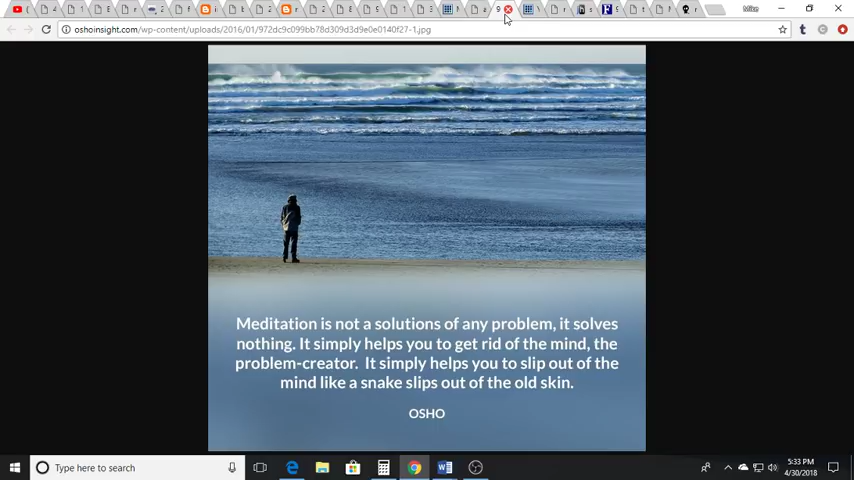 Mike
oshoinsight.com/wp-content/uploads/2016/01/972dc9c099bb78d309d3d9e0e0140f27-1.jpg
Meditation is not a solutions of any problem, it solves
nothing. It simply helps you to get rid of the mind, the
problem-creator. It simply helps you to slip out of the
mind like a snake slips out of the old skin.
OSHO
Type here to search
5:33 PM
4/30/2018